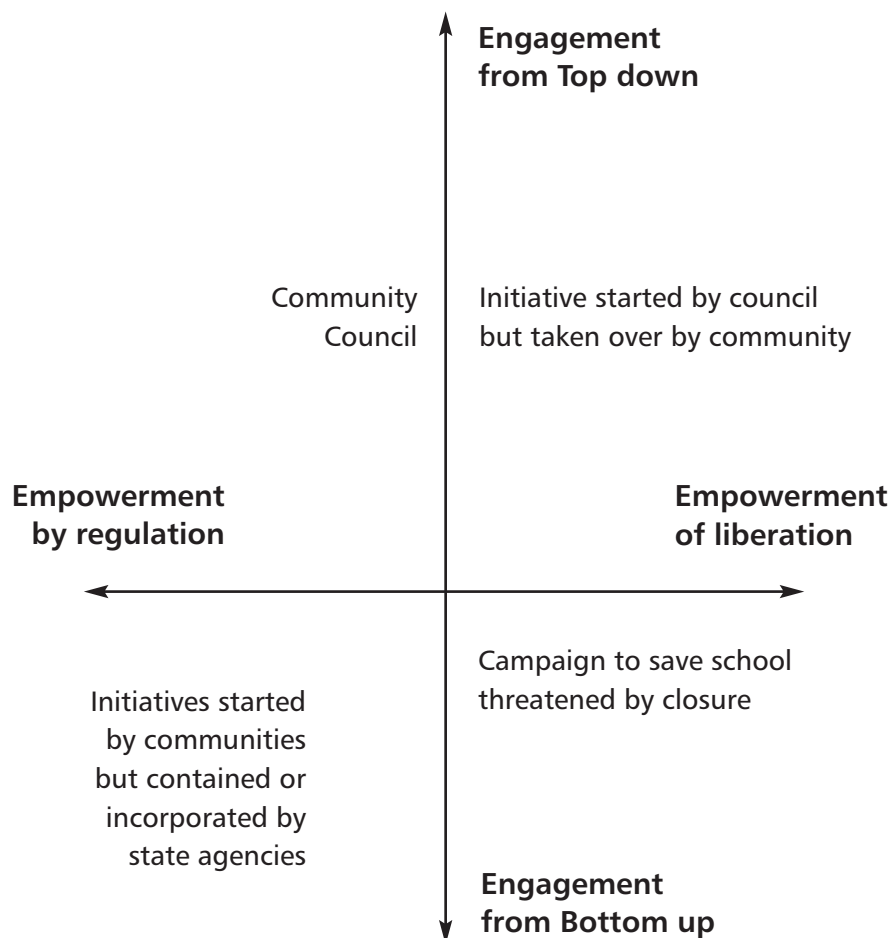 Engagement
from Top down
Community
Council
Initiative started by council
but taken over by community
Empowerment
by regulation
Empowerment
of liberation
Campaign to save school
threatened by closure
Initiatives started
by communities
but contained or
incorporated by
state agencies
Engagement
from Bottom up